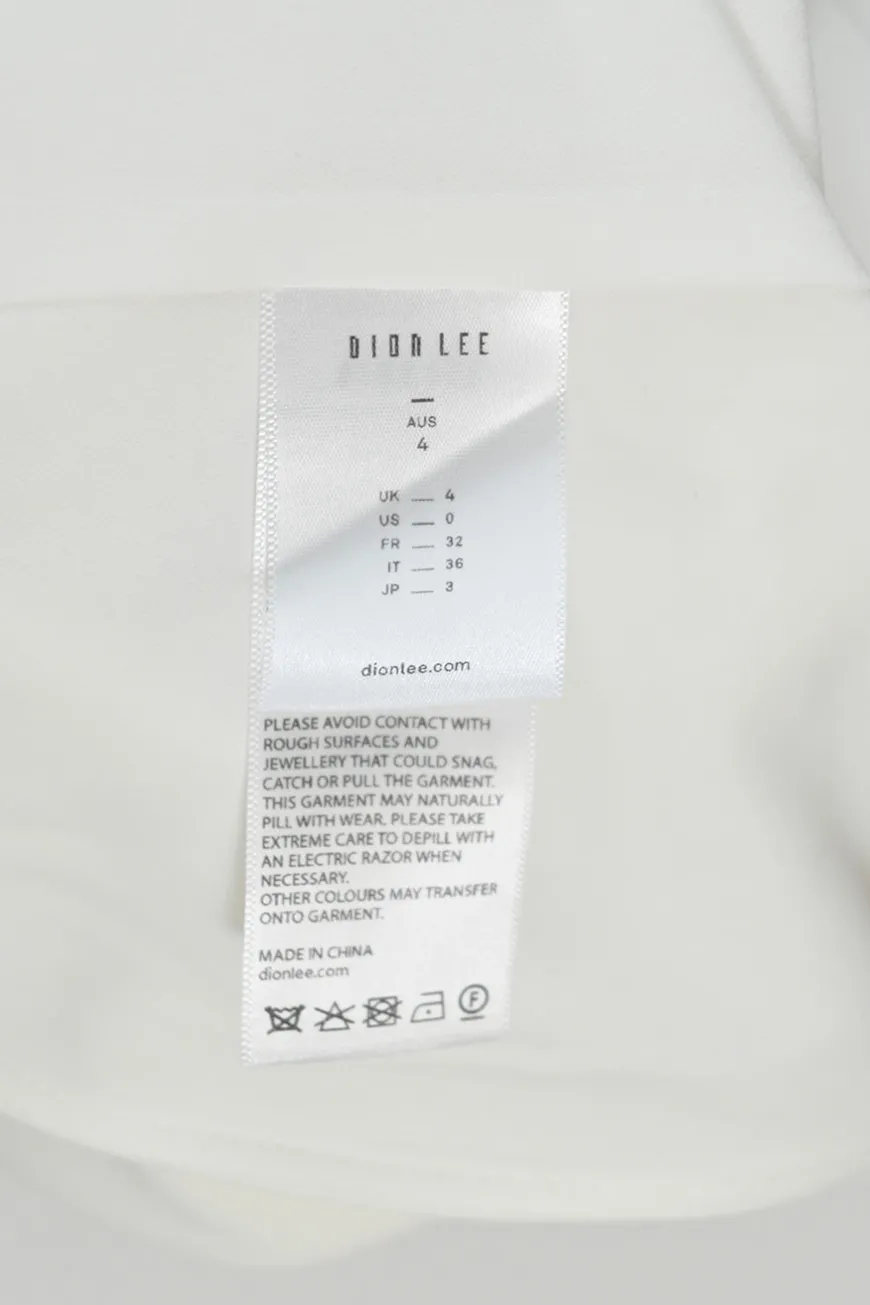 DION LEE
AUS
4
UK 4
US 0
FR 32
IT 36
JP 3
dionlee.com
PLEASE AVOID CONTACT WITH
ROUGH SURFACES AND
JEWELLERY THAT COULD SNAG,
CATCH OR PULL THE GARMENT.
THIS GARMENT MAY NATURALLY
PILL WITH WEAR. PLEASE TAKE
EXTREME CARE TO DEPILL WITH
AN ELECTRIC RAZOR WHEN
NECESSARY.
OTHER COLOURS MAY TRANSFER
ONTO GARMENT.
MADE IN CHINA
dionlee.com
F